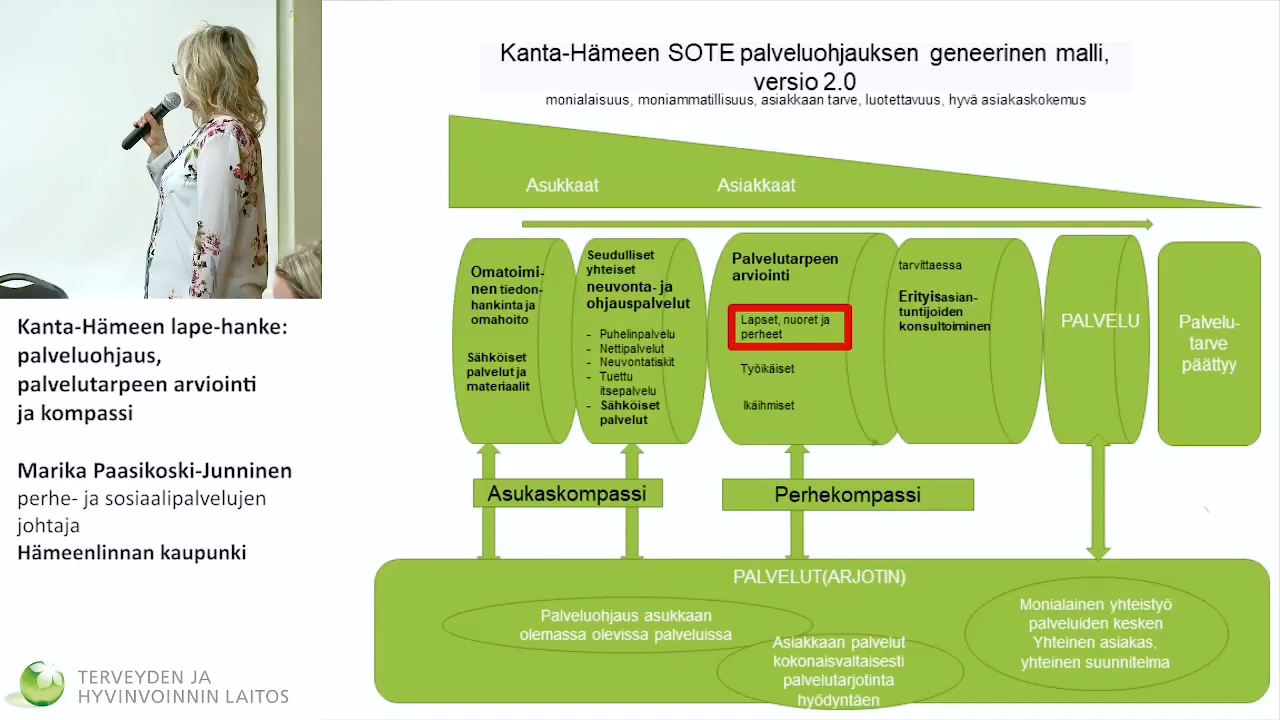 Kanta-Hämeen lape-hanke:
palveluohjaus,
palvelutarpeen arviointi
ja kompassi
Marika Paasikoski-Junninen
perhe- ja sosiaalipalvelujen
johtaja
Hämeenlinnan kaupunki
TERVEYDEN JA
HYVINVOINNIN LAITOS
Kanta-Hämeen SOTE palveluohjauksen geneerinen malli,
versio 2.0
monialaisuus, moniammatillisuus, asiakkaan tarve, luotettavuus, hyvä asiakaskokemus
Asukkaat
Asiakkaat
Omatoimi-
nen tiedon-
hankinta ja
omahoito
Sähköiset
palvelut ja
materiaalit
Seudulliset
yhteiset
neuvonta- ja
ohjauspalvelut
- Puhelinpalvelu
- Nettipalvelut
- Neuvontatiskit
- Tuettu
itsepalvelu
- Sähköiset
palvelut
Palvelutarpeen
arviointi
Lapset, nuoret ja
perheet
Työikäiset
Ikäihmiset
tarvittaessa
Erityisasian-
tuntijoiden
konsultoiminen
PALVELU
Palvelu-
tarve
päättyy
Asukaskompassi
Perhekompassi
PALVELUT(ARJOTIN)
Palveluohjaus asukkaan
olemassa olevissa palveluissa
Asiakkaan palvelut
kokonaisvaltaisesti
palvelutarjotinta
hyödyntäen
Monialainen yhteistyö
palveluiden kesken
Yhteinen asiakas,
yhteinen suunnitelma